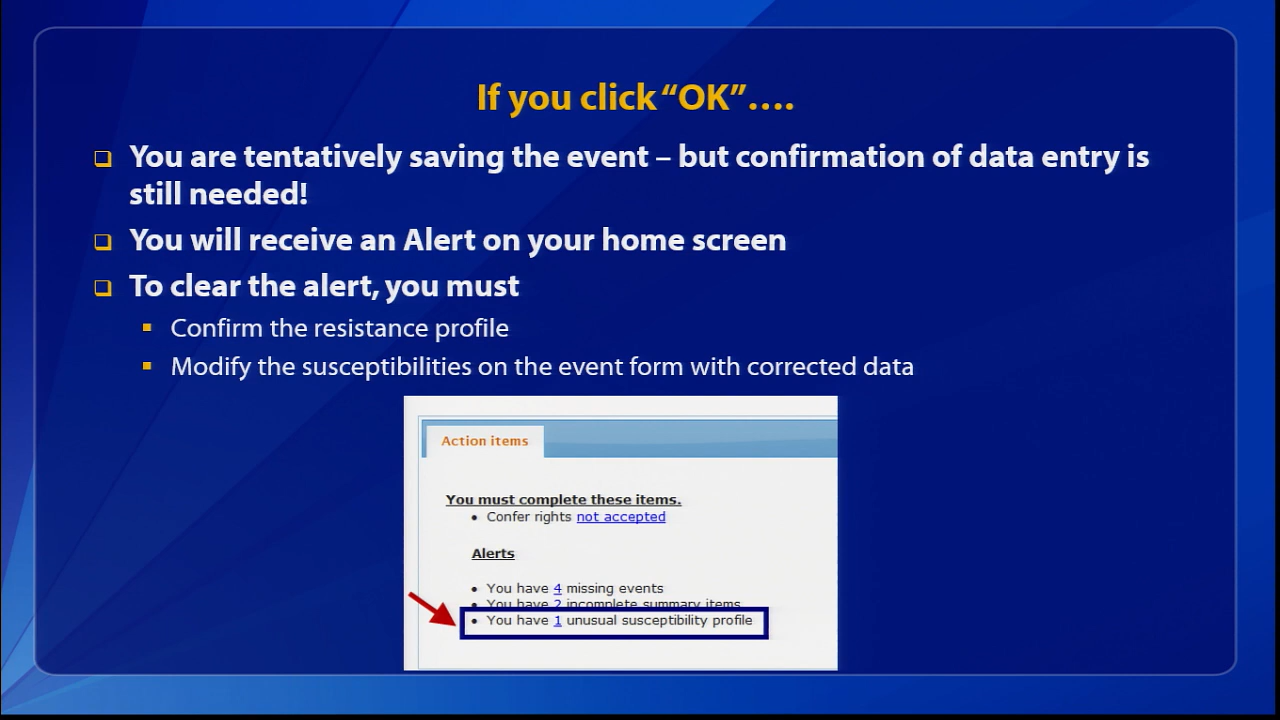 If you click “OK”….
You are tentatively saving the event – but confirmation of data entry is
still needed!
You will receive an Alert on your home screen
To clear the alert, you must
Confirm the resistance profile
Modify the susceptibilities on the event form with corrected data
Action items
You must complete these items.
Confer rights not accepted
Alerts
You have 4 missing events
You have 2 incomplete summary items
You have 1 unusual susceptibility profile